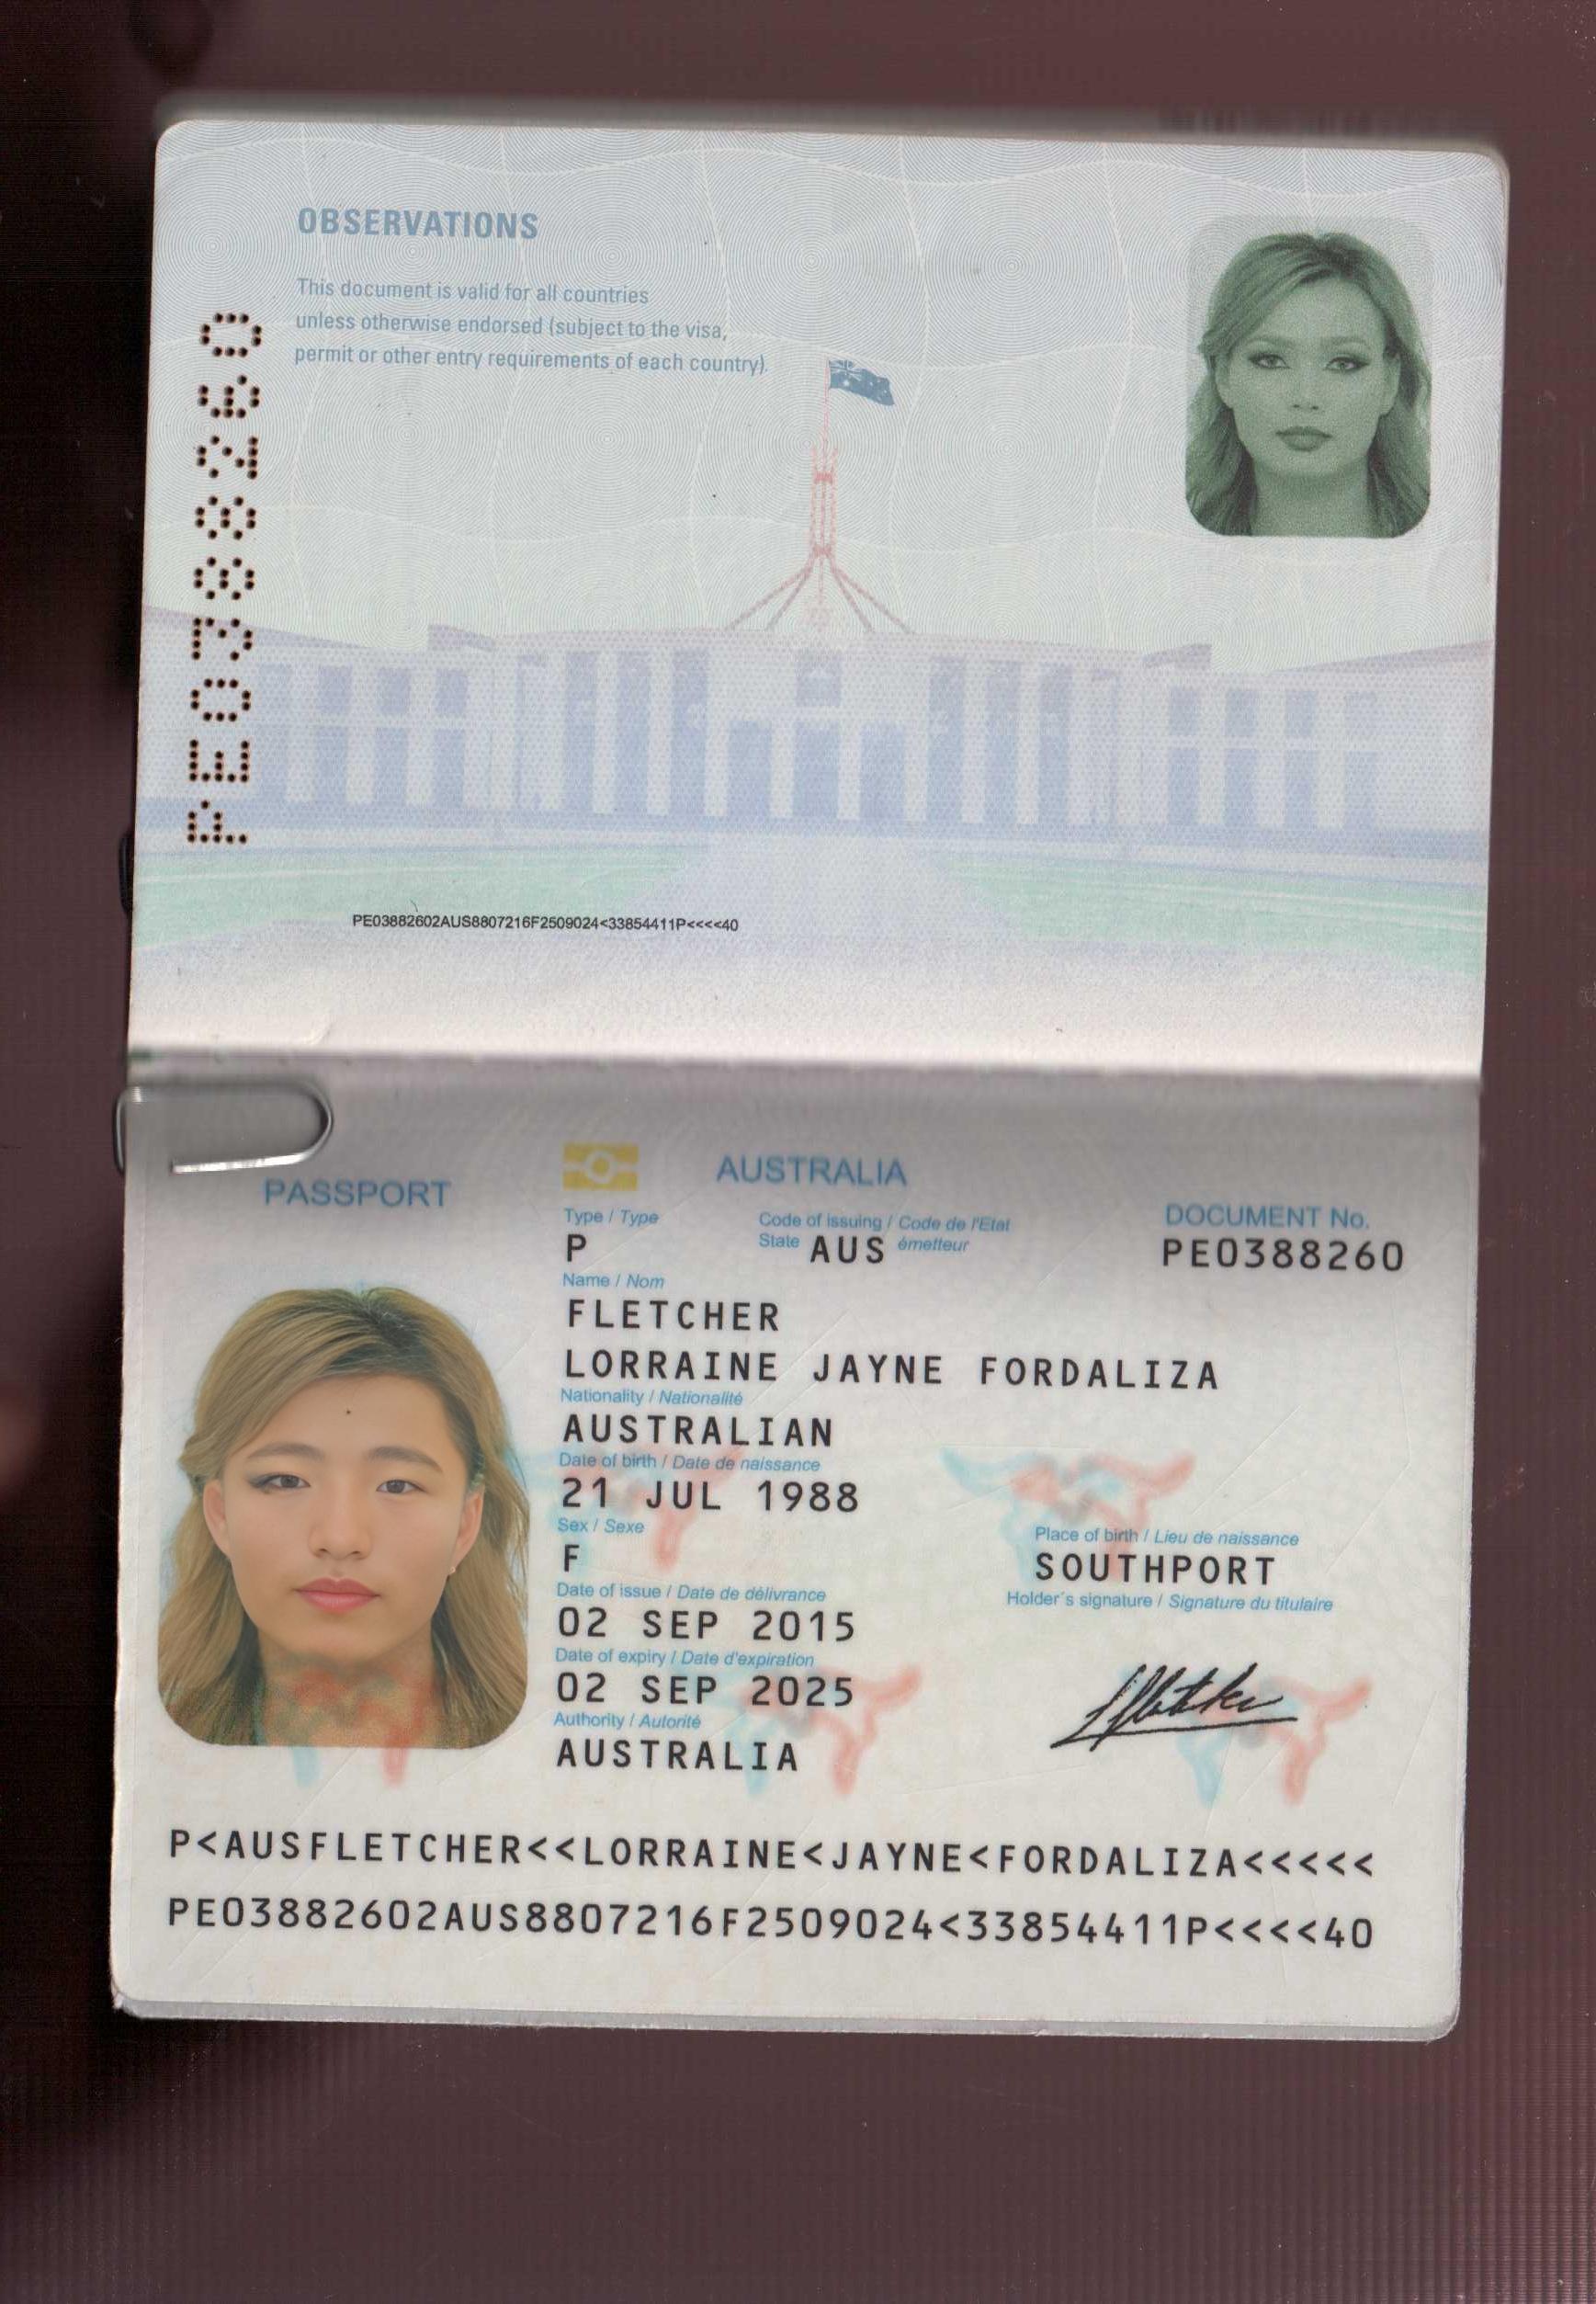 OBSERVATIONS
This document is valid for all countries
unless otherwise endorsed (subject to the visa,
permit or other entry requirements of each country).
PE0388260
PE03882602AUS8807216F2509024<33854411P<<<<40
PASSPORT
AUSTRALIA
Type / Type
Code of issuing / Code de l'Etat
State émetteur
DOCUMENT No.
P
AUS
PE0388260
Name / Nom
FLETCHER
LORRAINE JAYNE FORDALIZA
Nationality / Nationalité
AUSTRALIAN
Date of birth / Date de naissance
21 JUL 1988
Sex / Sexe
F
Place of birth / Lieu de naissance
SOUTHPORT
Date of issue / Date de délivrance
02 SEP 2015
Holder´s signature / Signature du titulaire
Date of expiry / Date d'expiration
02 SEP 2025
Authority / Autorité
AUSTRALIA
P<AUSFLETCHER<<LORRAINE<JAYNE<FORDALIZA<<<<<
PE03882602AUS8807216F2509024<33854411P<<<<40